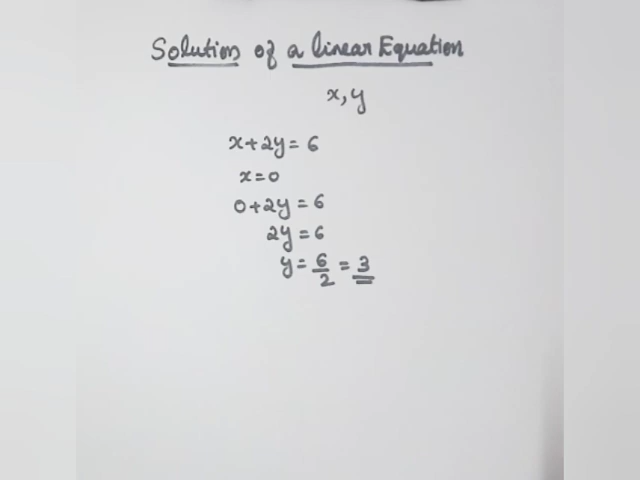 Solution of a linear Equation
x, y
x+2y = 6
x=0
0+2y = 6
2y = 6
y = 6/2 = 3